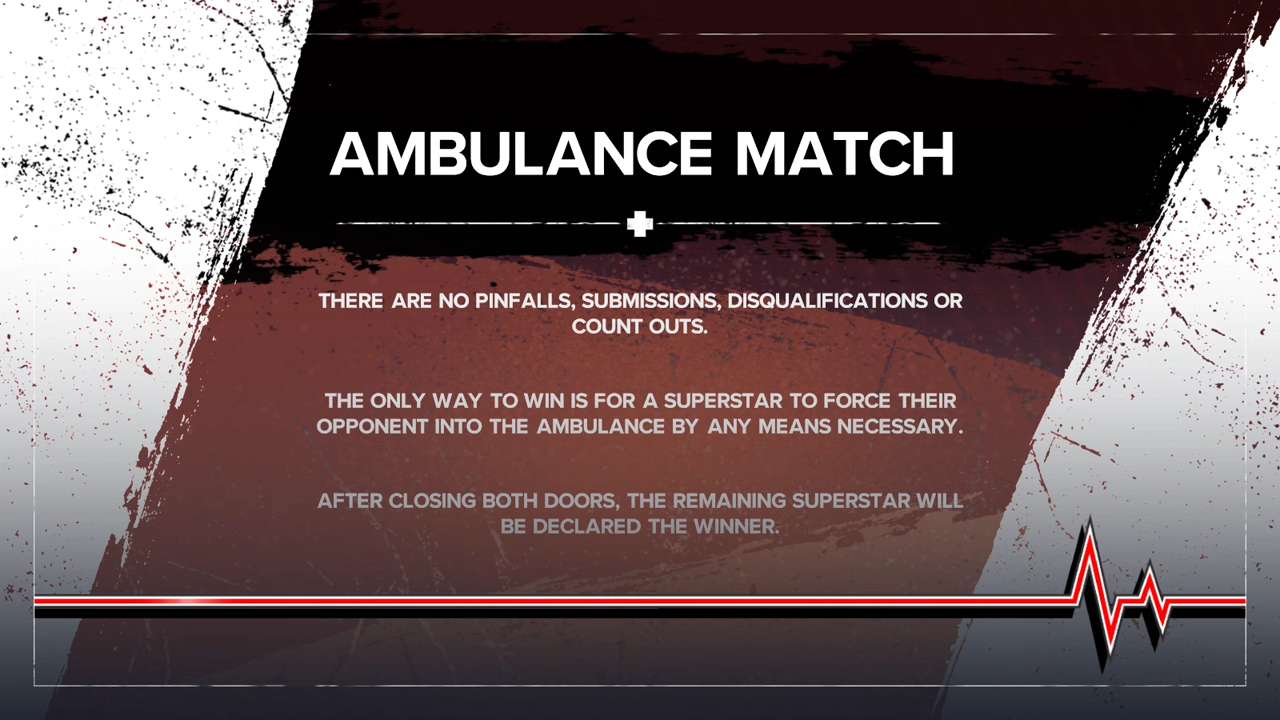 AMBULANCE MATCH
THERE ARE NO PINFALLS, SUBMISSIONS, DISQUALIFICATIONS OR
COUNT OUTS.
THE ONLY WAY TO WIN IS FOR A SUPERSTAR TO FORCE THEIR
OPPONENT INTO THE AMBULANCE BY ANY MEANS NECESSARY.
AFTER CLOSING BOTH DOORS, THE REMAINING SUPERSTAR WILL
BE DECLARED THE WINNER.